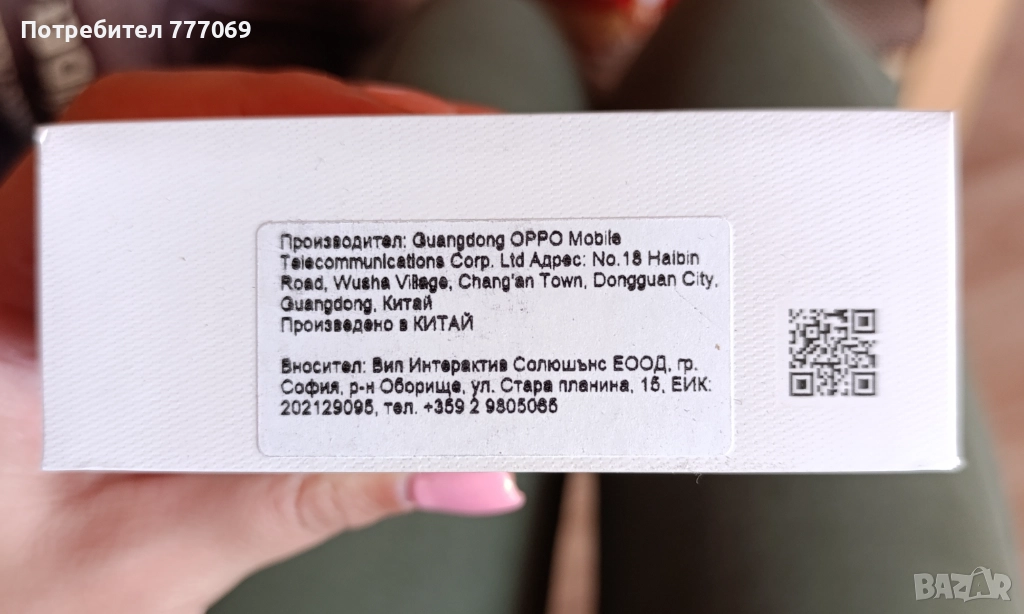 Потребител 777069
Производител: Guangdong OPPO Mobile
Telecommunications Corp. Ltd Адрес: No.18 Haibin
Road, Wusha Village, Chang'an Town, Dongguan City,
Guangdong, Китай
Произведено в КИТАЙ
Вносител: Вип Интерактив Солюшънс ЕООД, гр.
София, р-н Оборище, ул. Стара планина, 15, ЕИК:
202129095, тел. +359 2 9805065
BAZAR